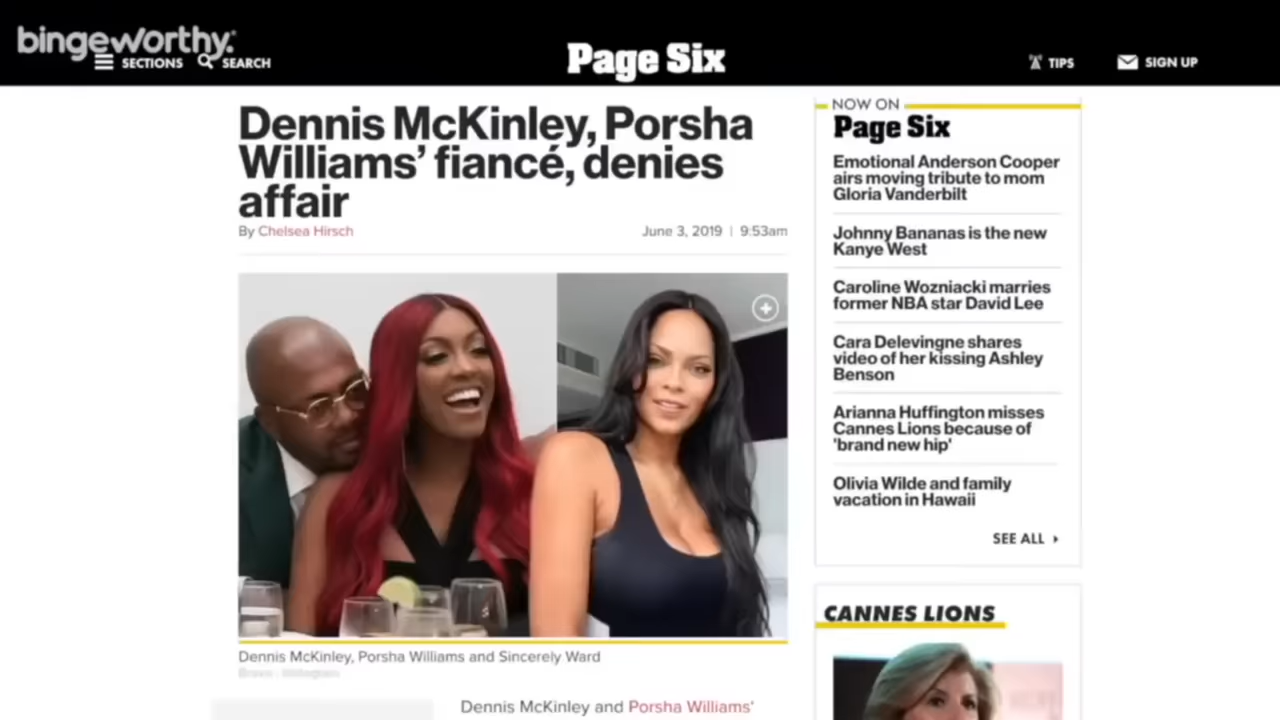 bingeworthy.
SECTIONS
SEARCH
Page Six
TIPS
SIGN UP
Dennis McKinley, Porsha
Williams’ fiancé, denies
affair
By Chelsea Hirsch
June 3, 2019 | 9:53am
Dennis McKinley, Porsha Williams and Sincerely Ward
Bravo; Instagram
Dennis McKinley and Porsha Williams’
NOW ON
Page Six
Emotional Anderson Cooper
airs moving tribute to mom
Gloria Vanderbilt
Johnny Bananas is the new
Kanye West
Caroline Wozniacki marries
former NBA star David Lee
Cara Delevingne shares
video of her kissing Ashley
Benson
Arianna Huffington misses
Cannes Lions because of
'brand new hip'
Olivia Wilde and family
vacation in Hawaii
SEE ALL
CANNES LIONS